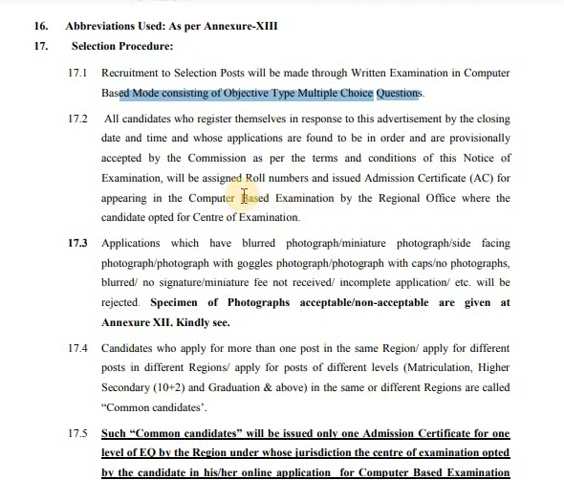 16. Abbreviations Used: As per Annexure-XIII
17. Selection Procedure:
17.1 Recruitment to Selection Posts will be made through Written Examination in Computer
Based Mode consisting of Objective Type Multiple Choice Questions.
17.2 All candidates who register themselves in response to this advertisement by the closing
date and time and whose applications are found to be in order and are provisionally
accepted by the Commission as per the terms and conditions of this Notice of
Examination, will be assigned Roll numbers and issued Admission Certificate (AC) for
appearing in the Computer Based Examination by the Regional Office where the
candidate opted for Centre of Examination.
17.3 Applications which have blurred photograph/miniature photograph/side facing
photograph/photograph with goggles photograph/photograph with caps/no photographs,
blurred/ no signature/miniature fee not received/ incomplete application/ etc. will be
rejected. Specimen of Photographs acceptable/non-acceptable are given at
Annexure XII. Kindly see.
17.4 Candidates who apply for more than one post in the same Region/ apply for different
posts in different Regions/ apply for posts of different levels (Matriculation, Higher
Secondary (10+2) and Graduation & above) in the same or different Regions are called
“Common candidates’.
17.5 Such “Common candidates” will be issued only one Admission Certificate for one
level of EQ by the Region under whose jurisdiction the centre of examination opted
by the candidate in his/her online application for Computer Based Examination